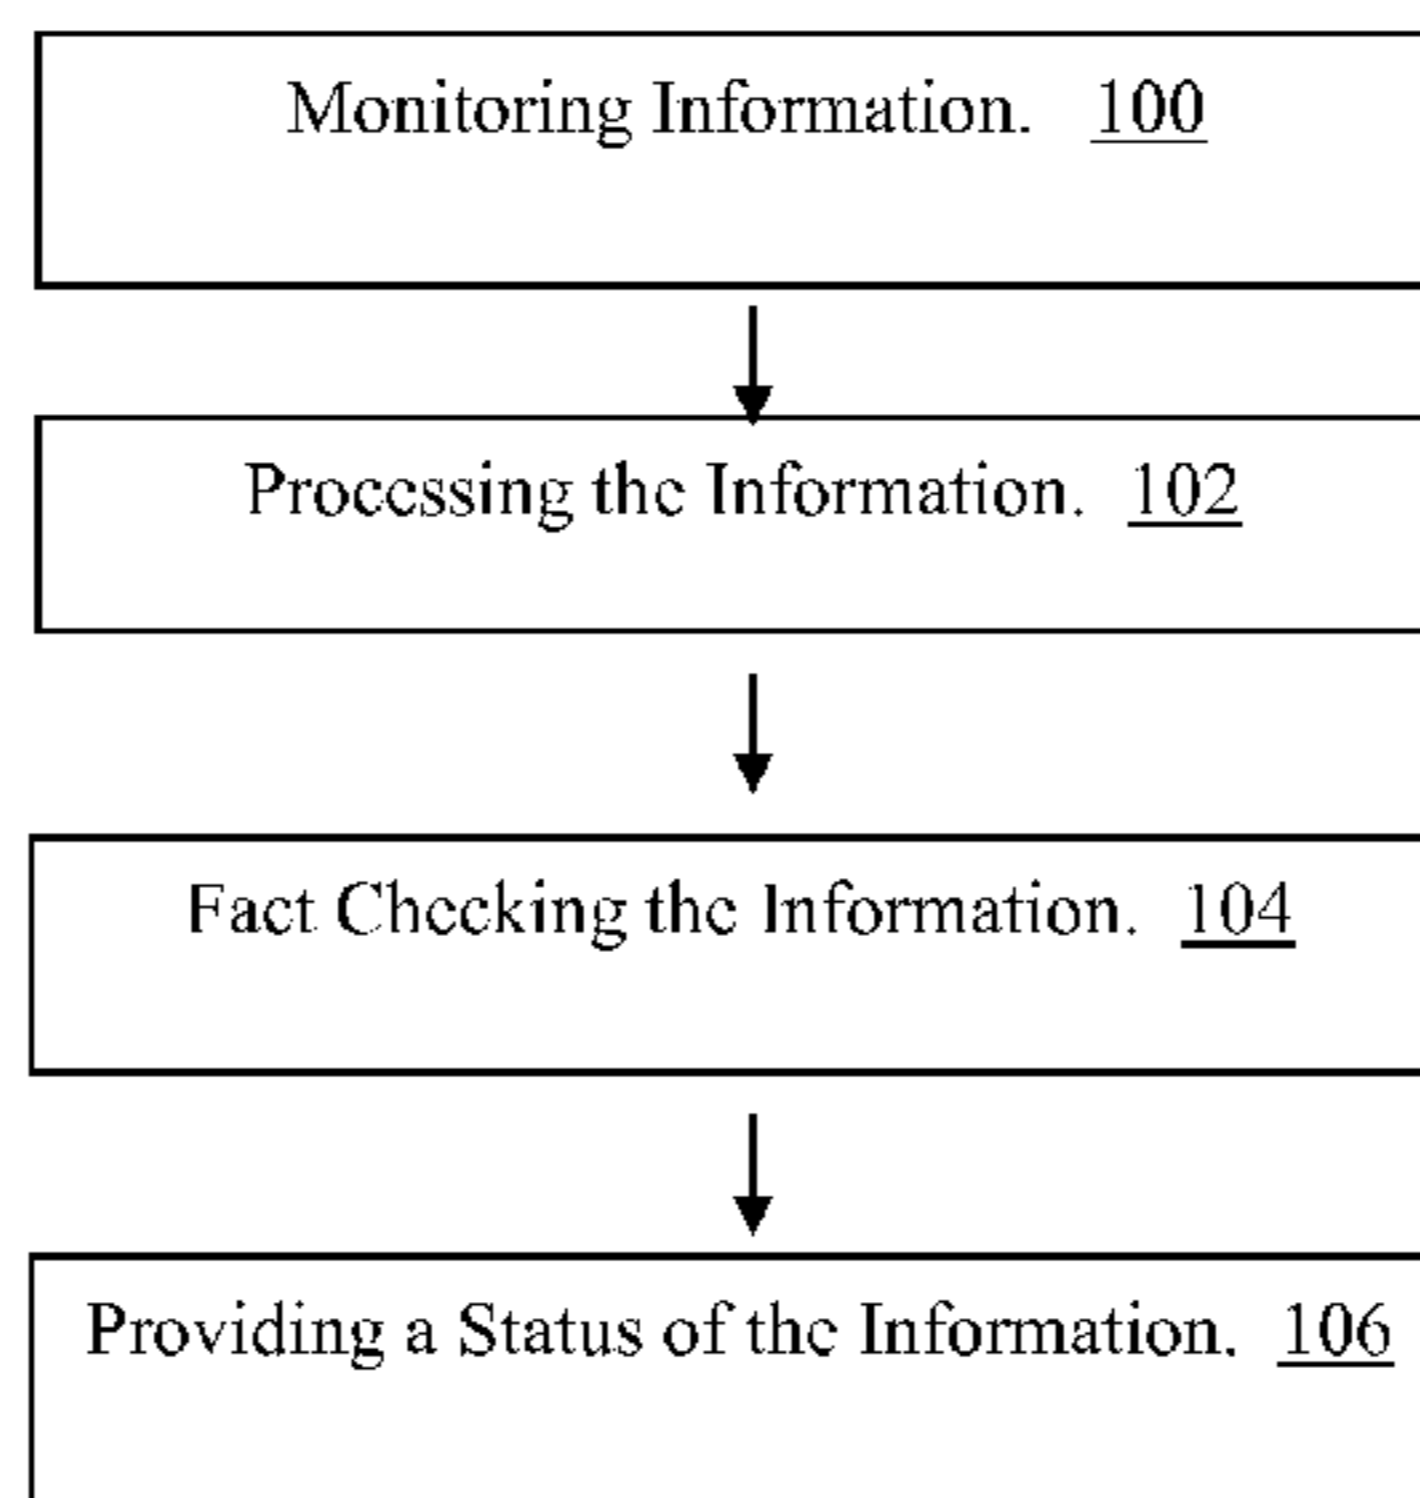 Monitoring Information. 100
Processing the Information. 102
Fact Checking the Information. 104
Providing a Status of the Information. 106